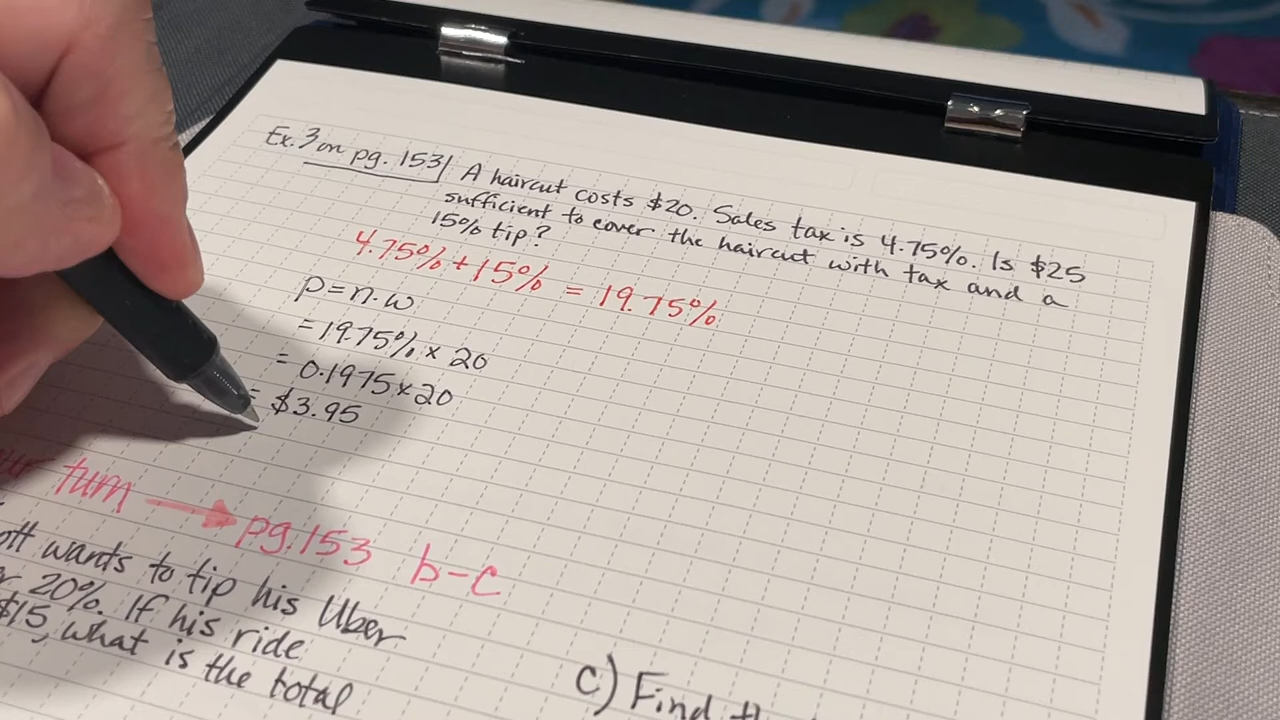 Ex. 3 on pg. 153
A haircut costs $20. Sales tax is 4.75%. Is $25
sufficient to cover the haircut with tax and a
15% tip?
4.75% + 15% = 19.75%
p = n · w
= 19.75% × 20
= 0.1975 × 20
= $3.95
turn → pg. 153 b-c
wants to tip his Uber
20%. If his ride
$15, what is the total
c) Find